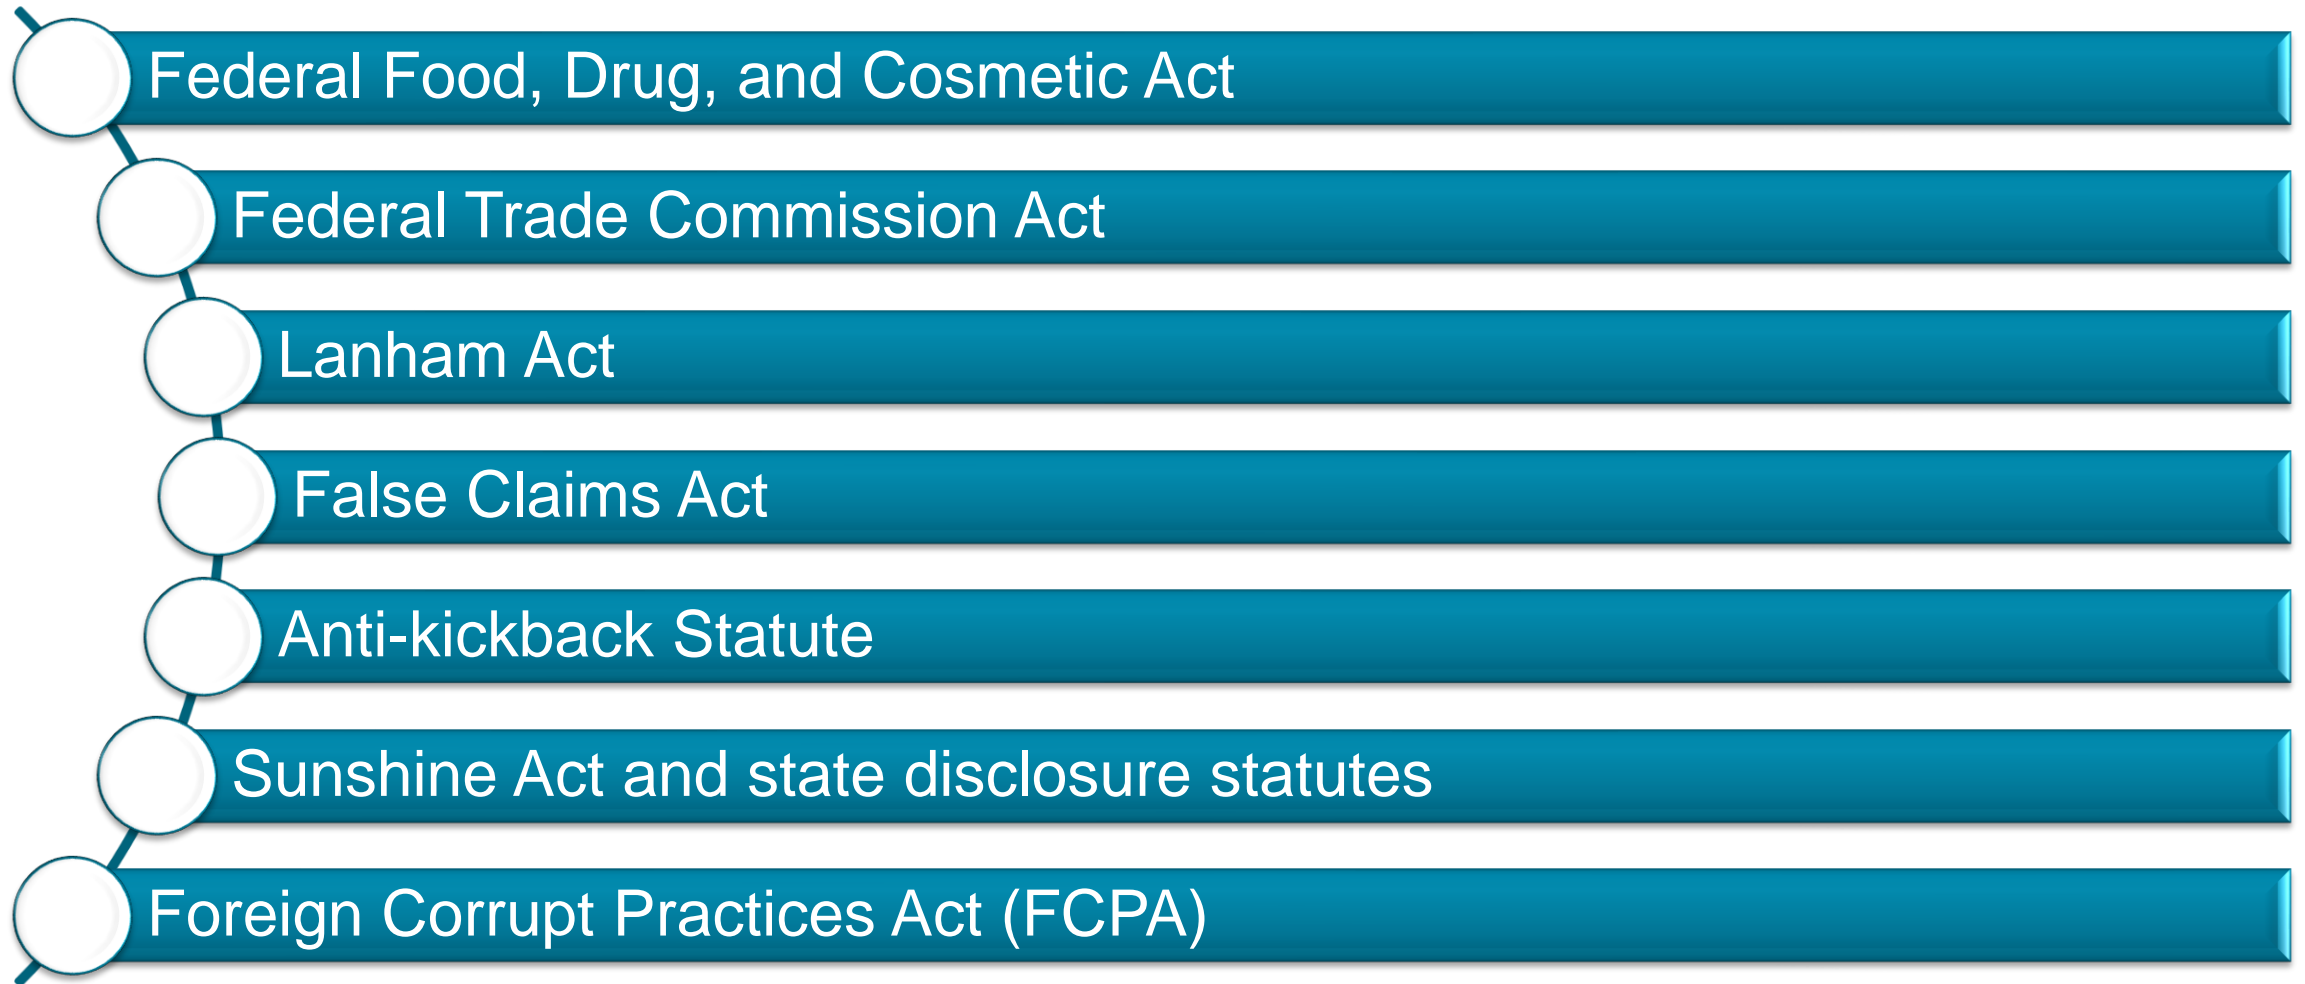 Federal Food, Drug, and Cosmetic Act
Federal Trade Commission Act
Lanham Act
False Claims Act
Anti-kickback Statute
Sunshine Act and state disclosure statutes
Foreign Corrupt Practices Act (FCPA)